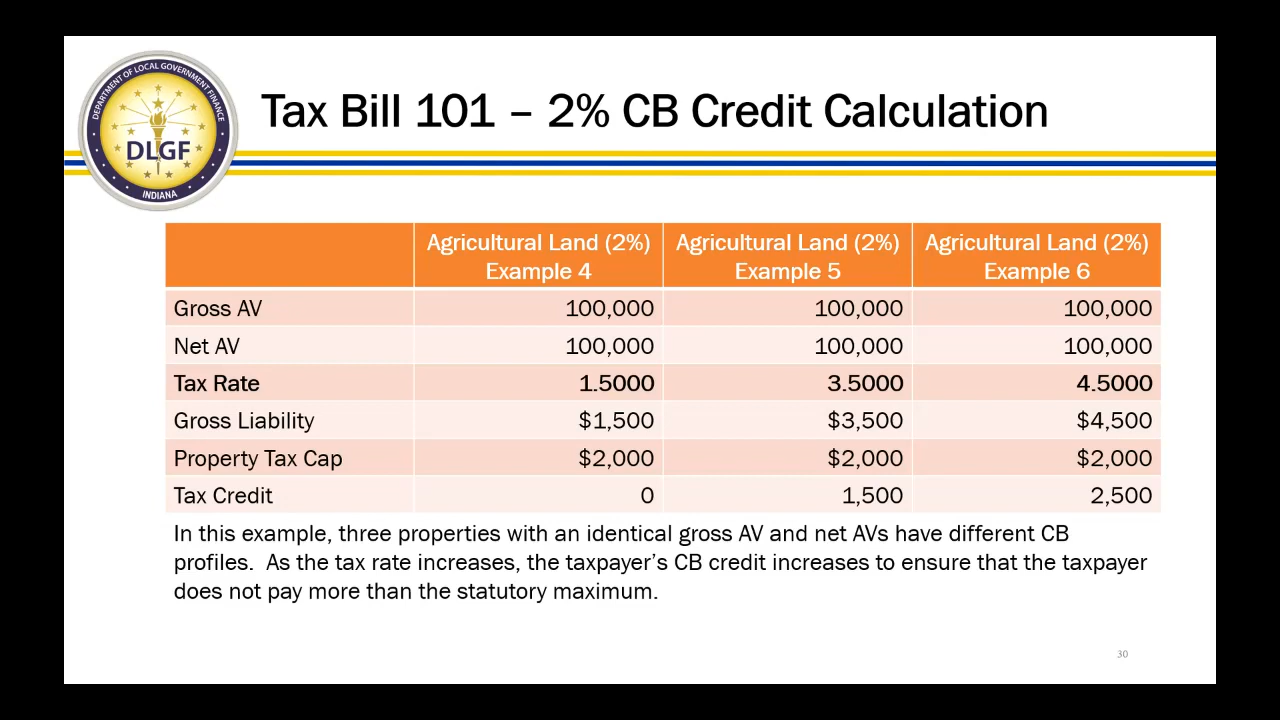 DEPARTMENT OF LOCAL GOVERNMENT FINANCE
DLGF
INDIANA
Tax Bill 101 – 2% CB Credit Calculation
Agricultural Land (2%) Agricultural Land (2%) Agricultural Land (2%)
Example 4 Example 5 Example 6
Gross AV 100,000 100,000 100,000
Net AV 100,000 100,000 100,000
Tax Rate 1.5000 3.5000 4.5000
Gross Liability $1,500 $3,500 $4,500
Property Tax Cap $2,000 $2,000 $2,000
Tax Credit 0 1,500 2,500
In this example, three properties with an identical gross AV and net AVs have different CB
profiles.  As the tax rate increases, the taxpayer’s CB credit increases to ensure that the taxpayer
does not pay more than the statutory maximum.
30